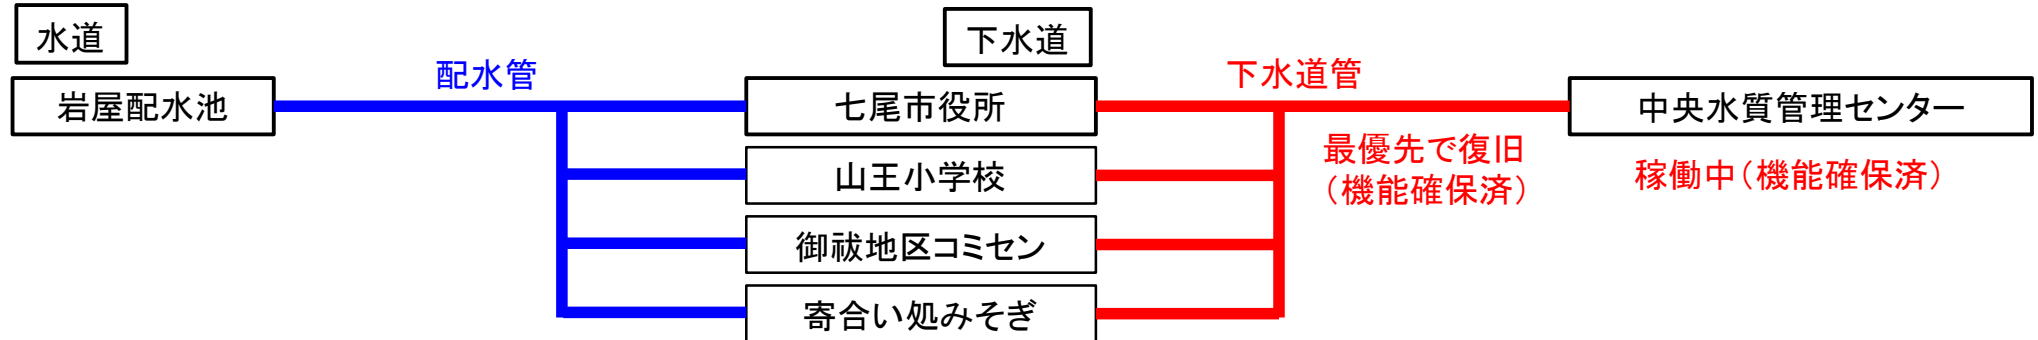 水道
下水道
配水管
下水道管
岩屋配水池
七尾市役所
中央水質管理センター
山王小学校
最優先で復旧
（機能確保済）
稼働中（機能確保済）
御祓地区コミセン
寄合い処みそぎ